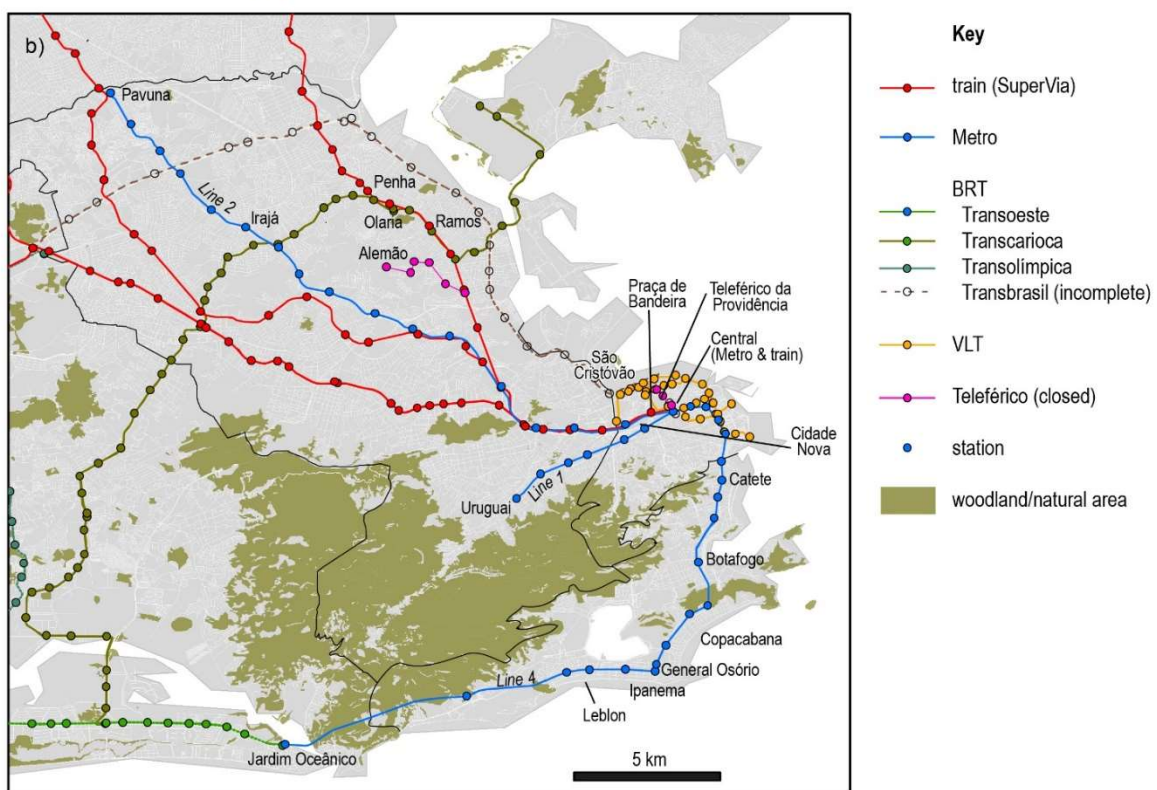 b)
Pavuna
Line 2
Irajá
Penha
Olaria
Ramos
Alemão
Praça de
Bandeira
Teleférico da
Providência
Central
(Metro & train)
São
Cristóvão
Cidade
Nova
Line 1
Uruguai
Catete
Botafogo
Copacabana
General Osório
Ipanema
Line 4
Leblon
Jardim Oceânico
5 km
Key
train (SuperVia)
Metro
BRT
Transoeste
Transcarioca
Transolímpica
Transbrasil (incomplete)
VLT
Teleférico (closed)
station
woodland/natural area